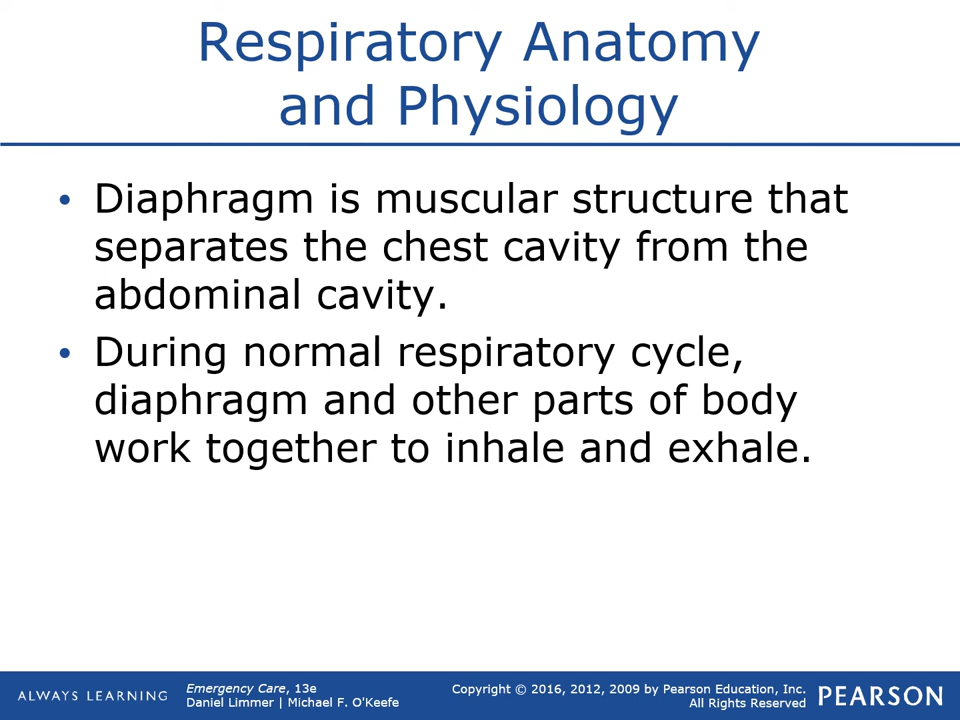 Respiratory Anatomy
and Physiology
• Diaphragm is muscular structure that
separates the chest cavity from the
abdominal cavity.
• During normal respiratory cycle,
diaphragm and other parts of body
work together to inhale and exhale.
ALWAYS LEARNING
Emergency Care, 13e
Daniel Limmer | Michael F. O'Keefe
Copyright © 2016, 2012, 2009 by Pearson Education, Inc.
All Rights Reserved
PEARSON